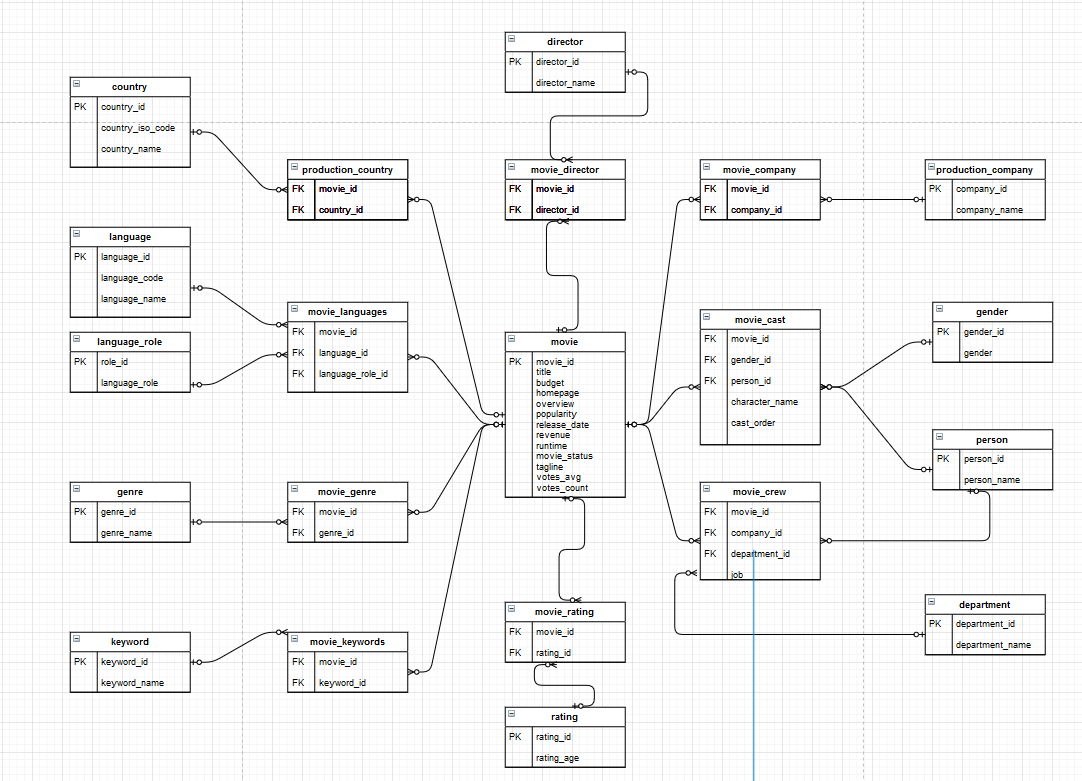 director
PK director_id
director_name
country
PK country_id
country_iso_code
country_name
production_country
FK movie_id
FK country_id
movie_director
FK movie_id
FK director_id
movie_company
FK movie_id
FK company_id
production_company
PK company_id
company_name
language
PK language_id
language_code
language_name
language_role
PK role_id
language_role
movie_languages
FK movie_id
FK language_id
FK language_role_id
movie
PK movie_id
title
budget
homepage
overview
popularity
release_date
revenue
runtime
movie_status
tagline
votes_avg
votes_count
movie_cast
FK movie_id
FK gender_id
FK person_id
character_name
cast_order
gender
PK gender_id
gender
person
PK person_id
person_name
genre
PK genre_id
genre_name
movie_genre
FK movie_id
FK genre_id
movie_crew
FK movie_id
FK company_id
FK department_id
job
department
PK department_id
department_name
keyword
PK keyword_id
keyword_name
movie_keywords
FK movie_id
FK keyword_id
movie_rating
FK movie_id
FK rating_id
rating
PK rating_id
rating_age